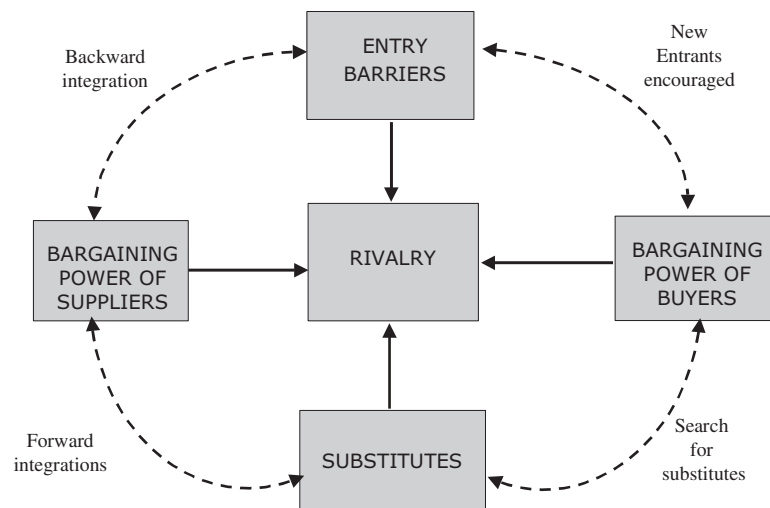 Backward
integration
ENTRY
BARRIERS
New
Entrants
encouraged
BARGAINING
POWER OF
SUPPLIERS
RIVALRY
BARGAINING
POWER OF
BUYERS
Forward
integrations
SUBSTITUTES
Search
for
substitutes